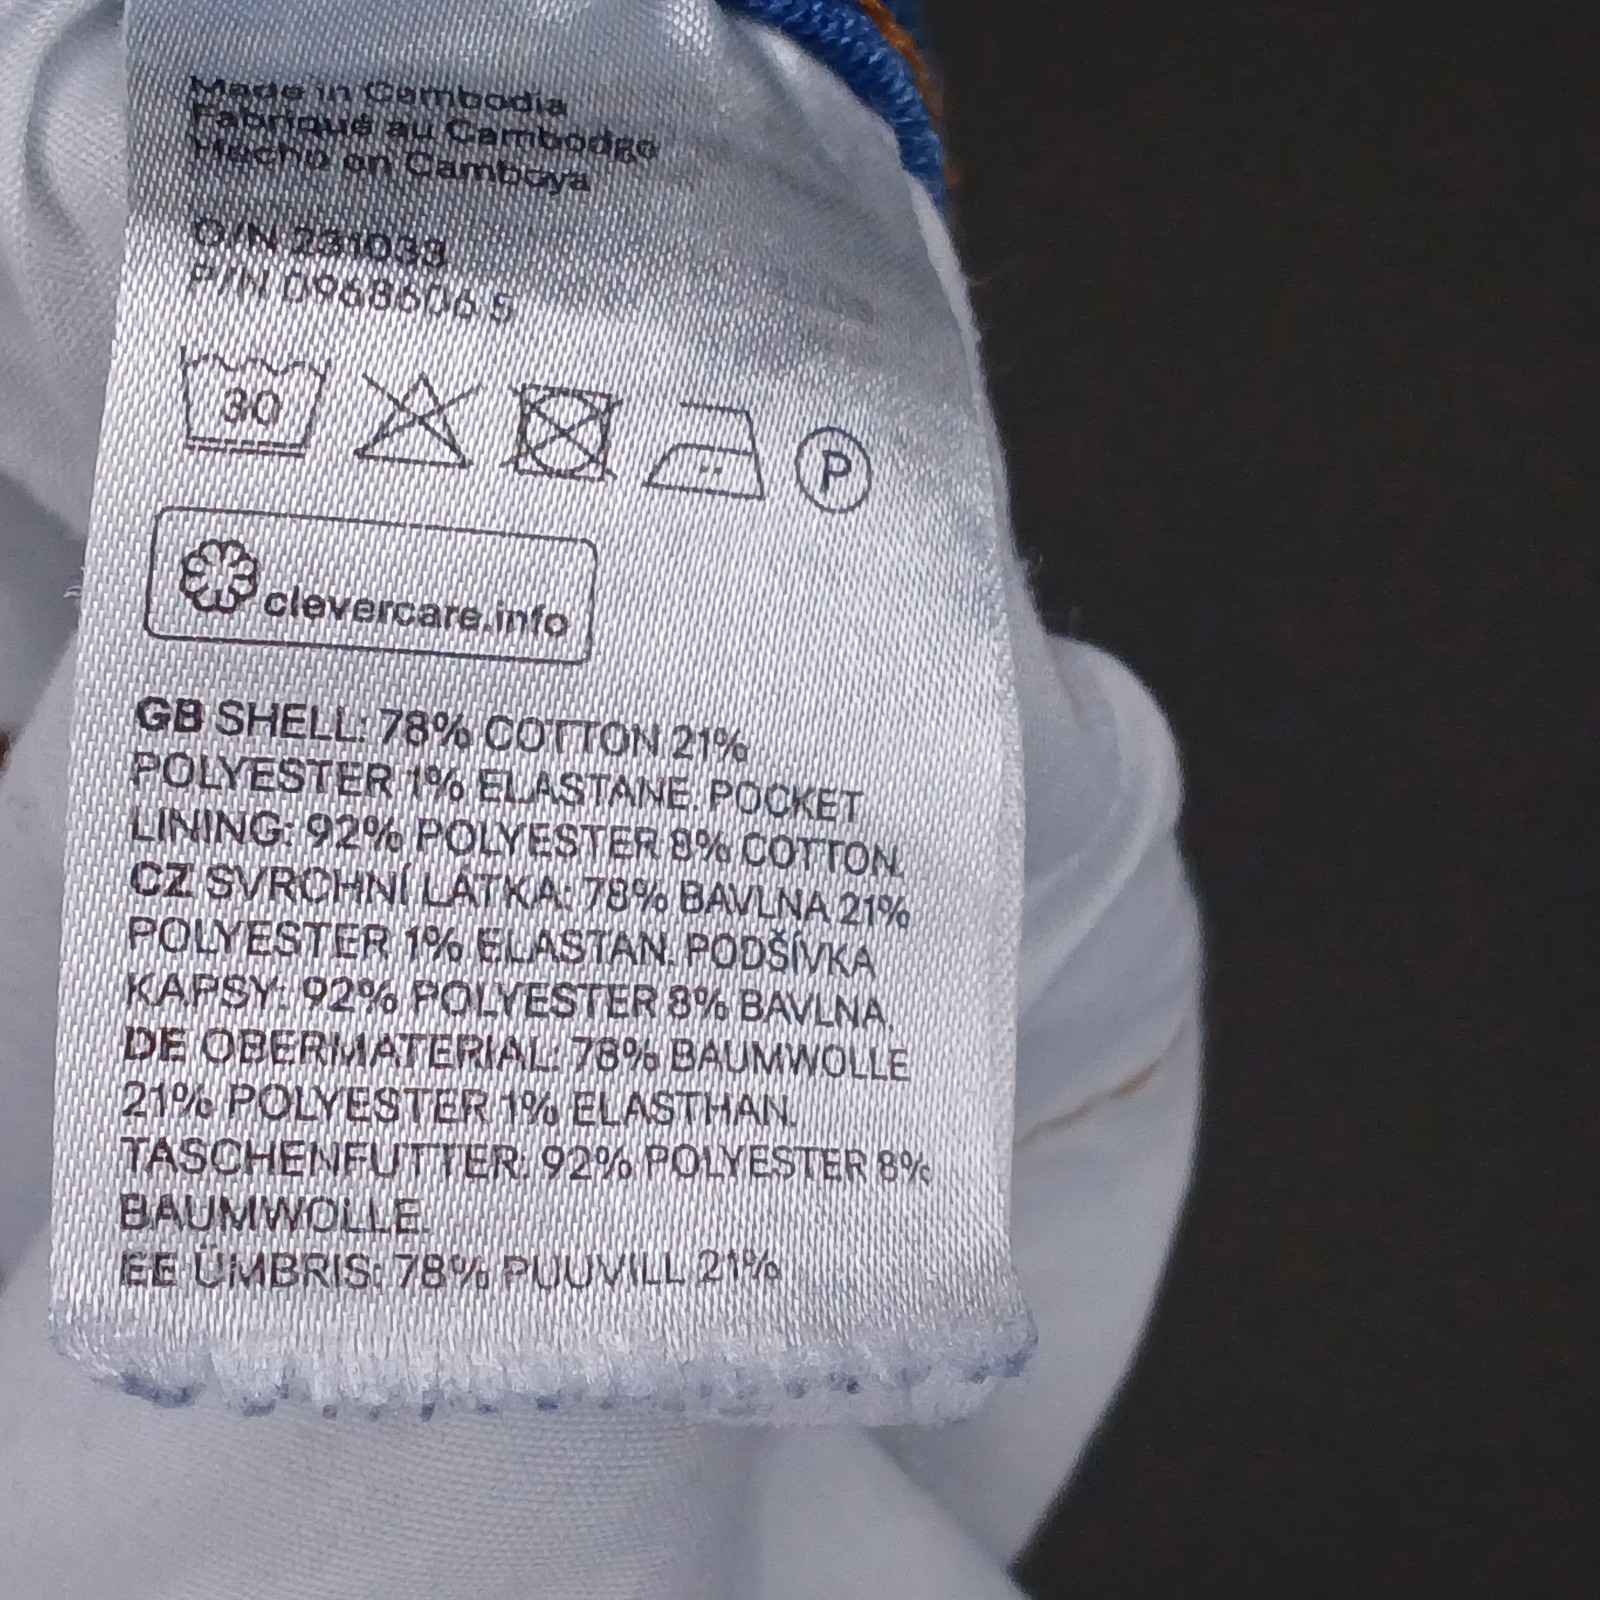 Made in Cambodia
Fabriqué au Cambodge
Hecho en Camboya
O/N 231033
P/N 0968606.5
30
P
clevercare.info
GB SHELL: 78% COTTON 21%
POLYESTER 1% ELASTANE. POCKET
LINING: 92% POLYESTER 8% COTTON.
CZ SVRCHNÍ LÁTKA: 78% BAVLNA 21%
POLYESTER 1% ELASTAN. PODŠÍVKA
KAPSY: 92% POLYESTER 8% BAVLNA.
DE OBERMATERIAL: 78% BAUMWOLLE
21% POLYESTER 1% ELASTHAN.
TASCHENFUTTER: 92% POLYESTER 8%
BAUMWOLLE.
EE ÜMBRIS: 78% PUUVILL 21%